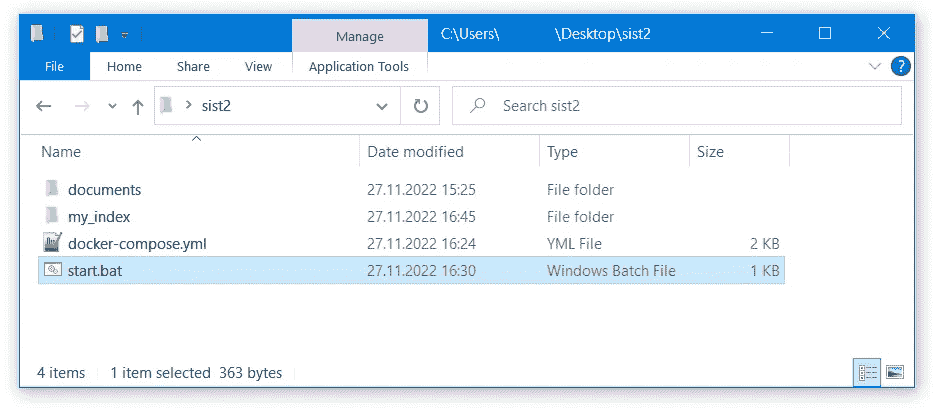 Manage C:\Users\ \Desktop\sist2
File Home Share View Application Tools
sist2 Search sist2
Name Date modified Type Size
documents 27.11.2022 15:25 File folder
my_index 27.11.2022 16:45 File folder
docker-compose.yml 27.11.2022 16:24 YML File 2 KB
start.bat 27.11.2022 16:30 Windows Batch File 1 KB
4 items 1 item selected 363 bytes